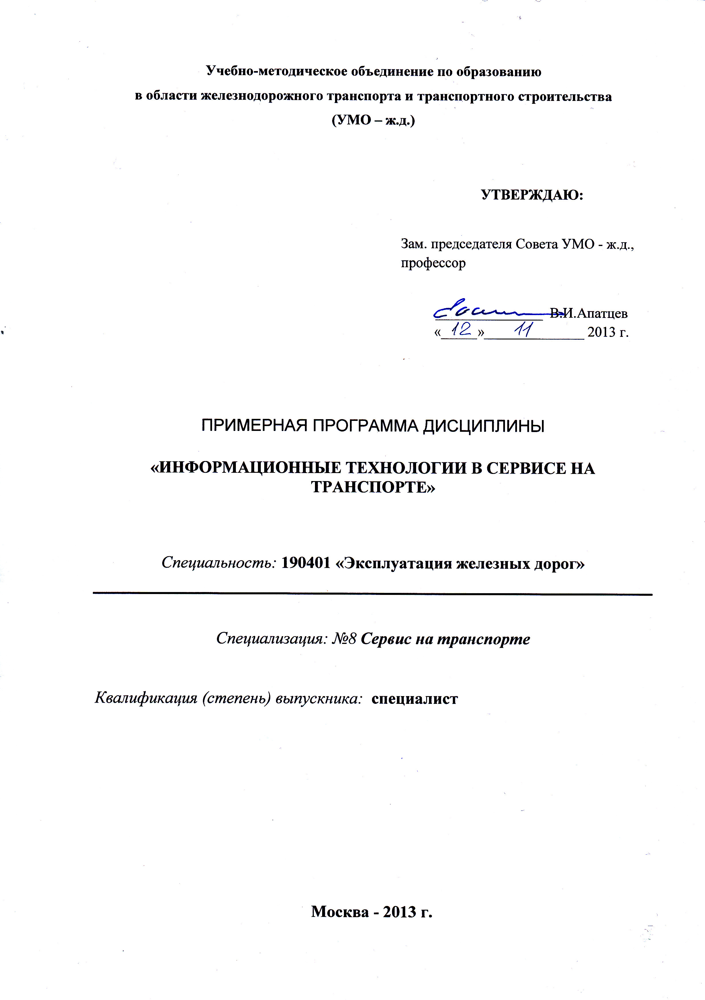 Учебно-методическое объединение по образованию
в области железнодорожного транспорта и транспортного строительства
(УМО – ж.д.)
УТВЕРЖДАЮ:
Зам. председателя Совета УМО - ж.д.,
профессор
В.И.Апатцев
«12» 11 2013 г.
ПРИМЕРНАЯ ПРОГРАММА ДИСЦИПЛИНЫ
«ИНФОРМАЦИОННЫЕ ТЕХНОЛОГИИ В СЕРВИСЕ НА
ТРАНСПОРТЕ»
Специальность: 190401 «Эксплуатация железных дорог»
Специализация: №8 Сервис на транспорте
Квалификация (степень) выпускника: специалист
Москва - 2013 г.